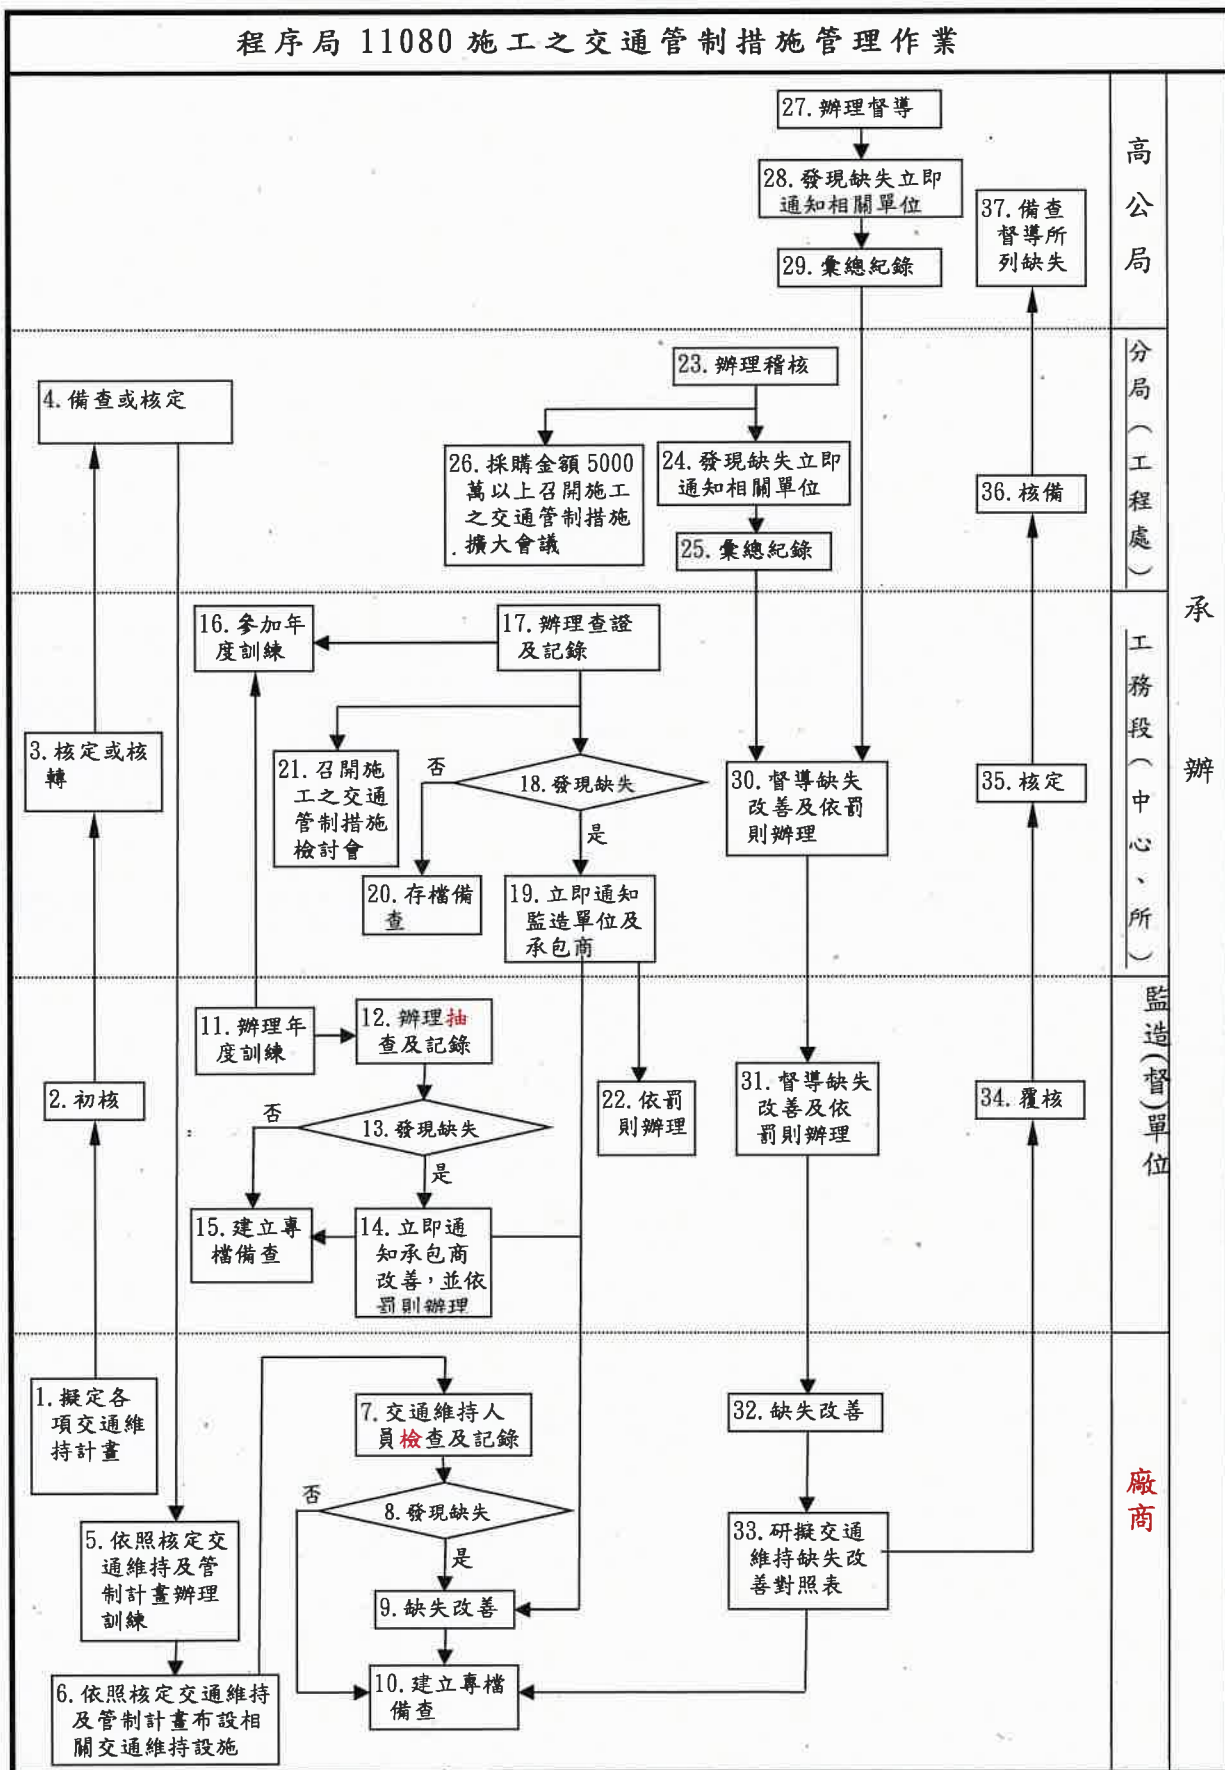 程序局 11080 施工之交通管制措施管理作業
27.辦理督導
28.發現缺失立即
通知相關單位
29.彙總紀錄
37.備查
督導所
列缺失
高公局
23.辦理稽核
4.備查或核定
26.採購金額 5000
萬以上召開施工
之交通管制措施
擴大會議
24.發現缺失立即
通知相關單位
25.彙總紀錄
36.核備
分局(工程處)
承辦
16.參加年
度訓練
17.辦理查證
及記錄
3.核定或核
轉
21.召開施
工之交通
管制措施
檢討會
否
18.發現缺失
是
20.存檔備
查
19.立即通知
監造單位及
承包商
30.督導缺失
改善及依罰
則辦理
35.核定
工務段(中心、所)
11.辦理年
度訓練
12.辦理抽
查及記錄
2.初核
否
13.發現缺失
是
22.依罰
則辦理
31.督導缺失
改善及依
罰則辦理
34.覆核
15.建立專
檔備查
14.立即通
知承包商
改善,並依
罰則辦理
監造(督)單位
1.擬定各
項交通維
持計畫
7.交通維持人
員檢查及記錄
32.缺失改善
否
8.發現缺失
是
5.依照核定交
通維持及管
制計畫辦理
訓練
9.缺失改善
33.研擬交通
維持缺失改
善對照表
10.建立專檔
備查
6.依照核定交通維持
及管制計畫布設相
關交通維持設施
廠商